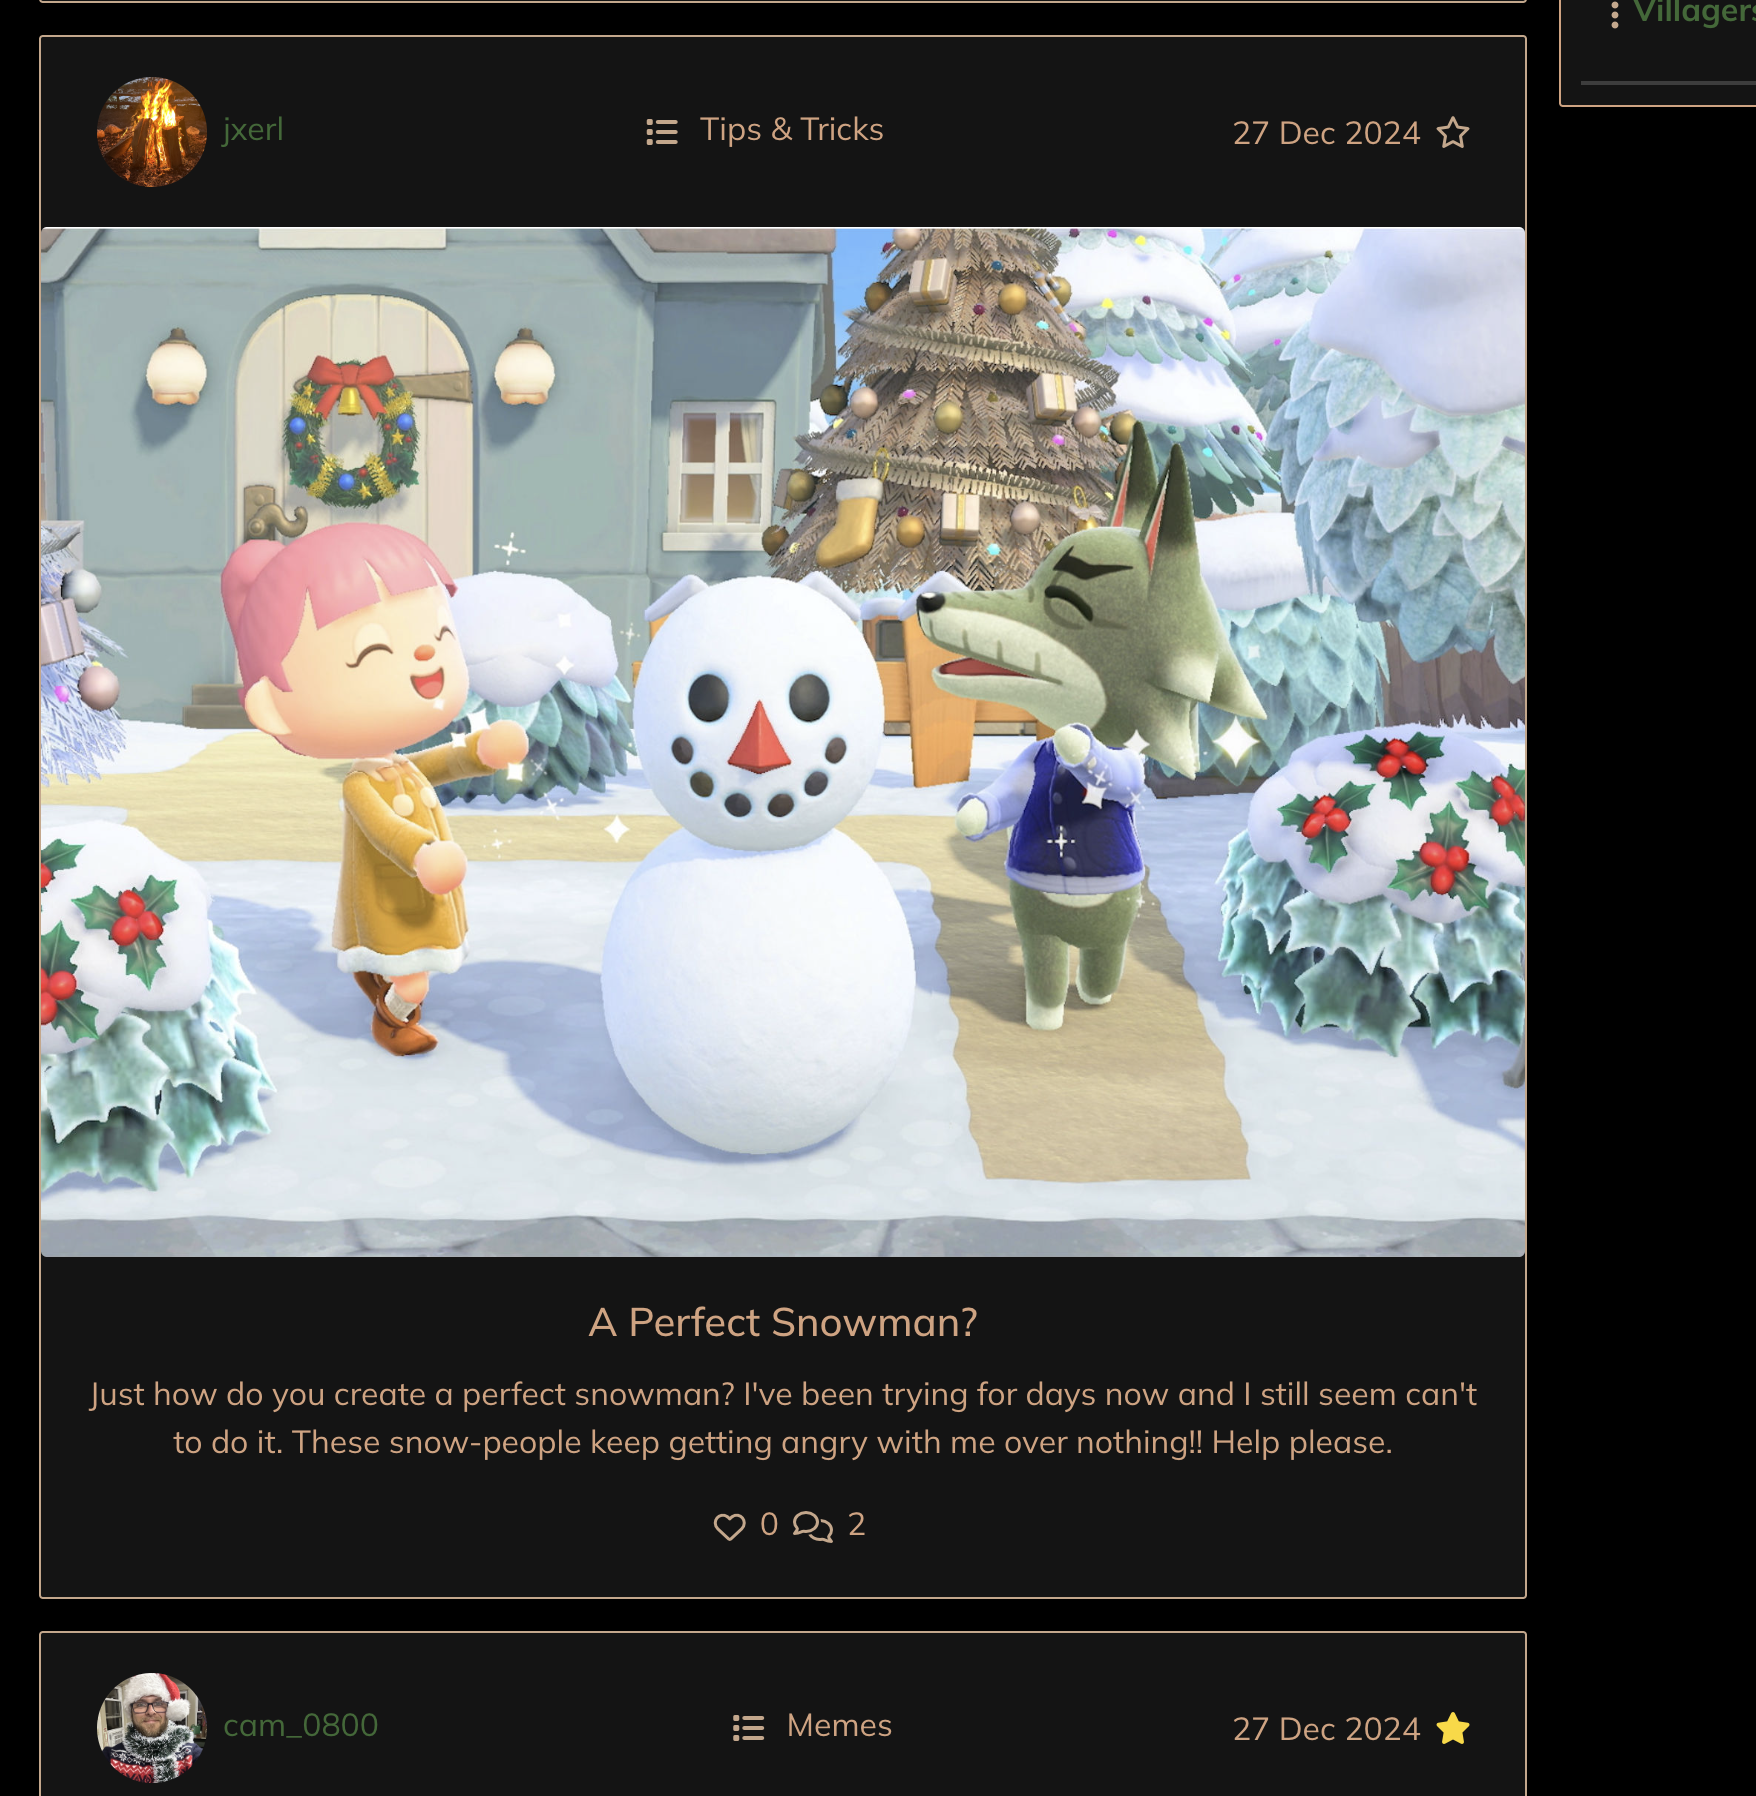 Villagers
jxerl
Tips & Tricks
27 Dec 2024
A Perfect Snowman?
Just how do you create a perfect snowman? I've been trying for days now and I still seem can't
to do it. These snow-people keep getting angry with me over nothing!! Help please.
0 2
cam_0800
Memes
27 Dec 2024